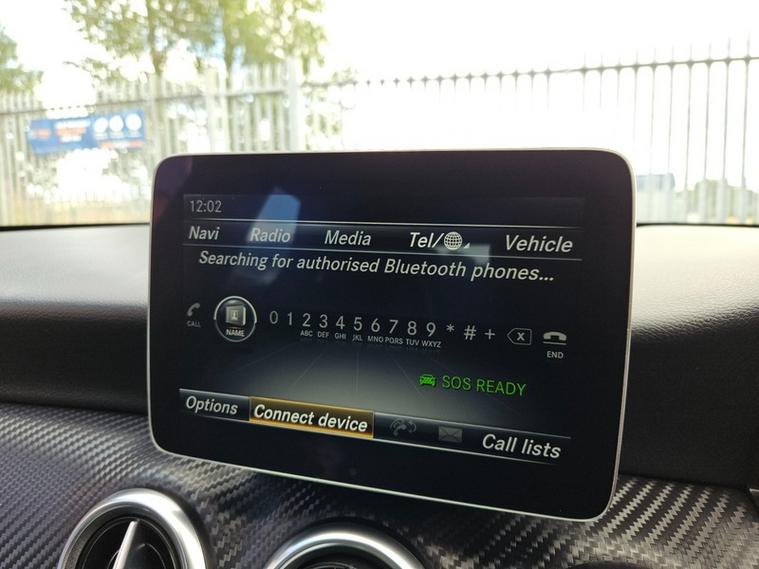 12:02
Navi Radio Media Tel/ Vehicle
Searching for authorised Bluetooth phones...
CALL NAME 0 1 2 3 4 5 6 7 8 9 * # + END
ABC DEF GHI JKL MNO PQRS TUV WXYZ
SOS READY
Options Connect device Call lists